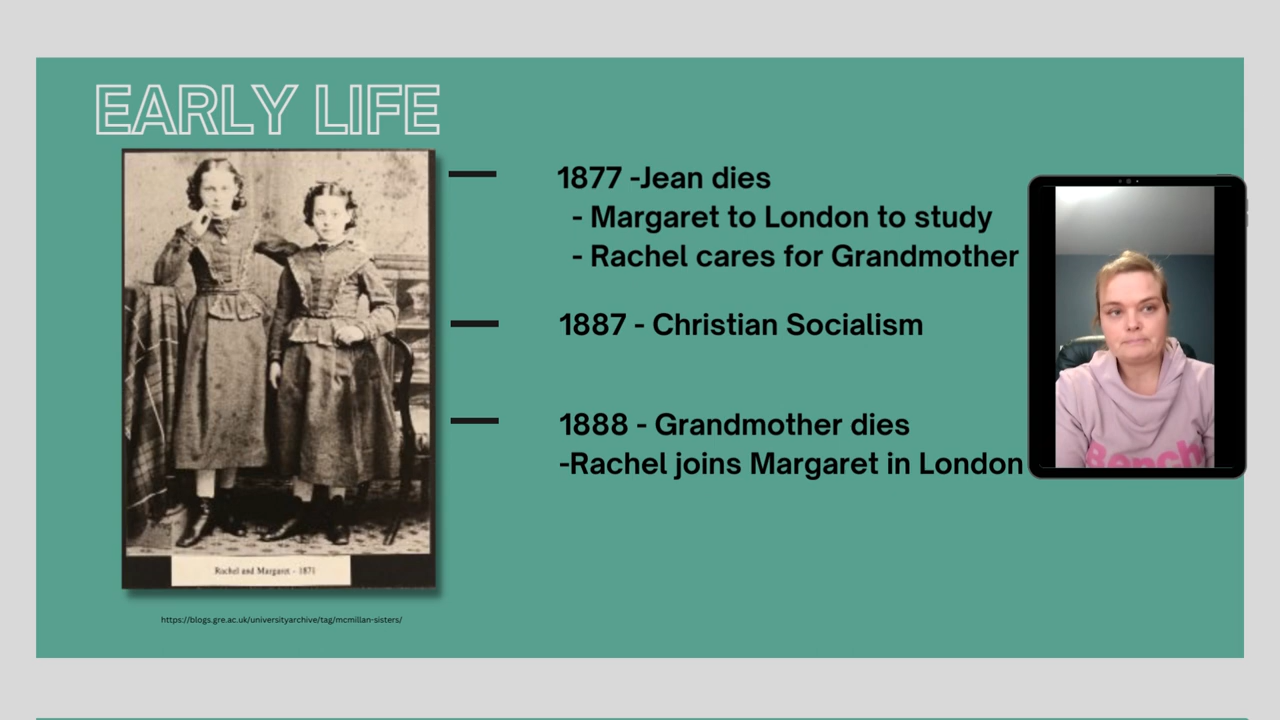 EARLY LIFE
1877 -Jean dies
- Margaret to London to study
- Rachel cares for Grandmother
1887 - Christian Socialism
1888 - Grandmother dies
-Rachel joins Margaret in London
Rachel and Margaret - 1871
https://blogs.gre.ac.uk/universityarchive/tag/mcmillan-sisters/
Bench